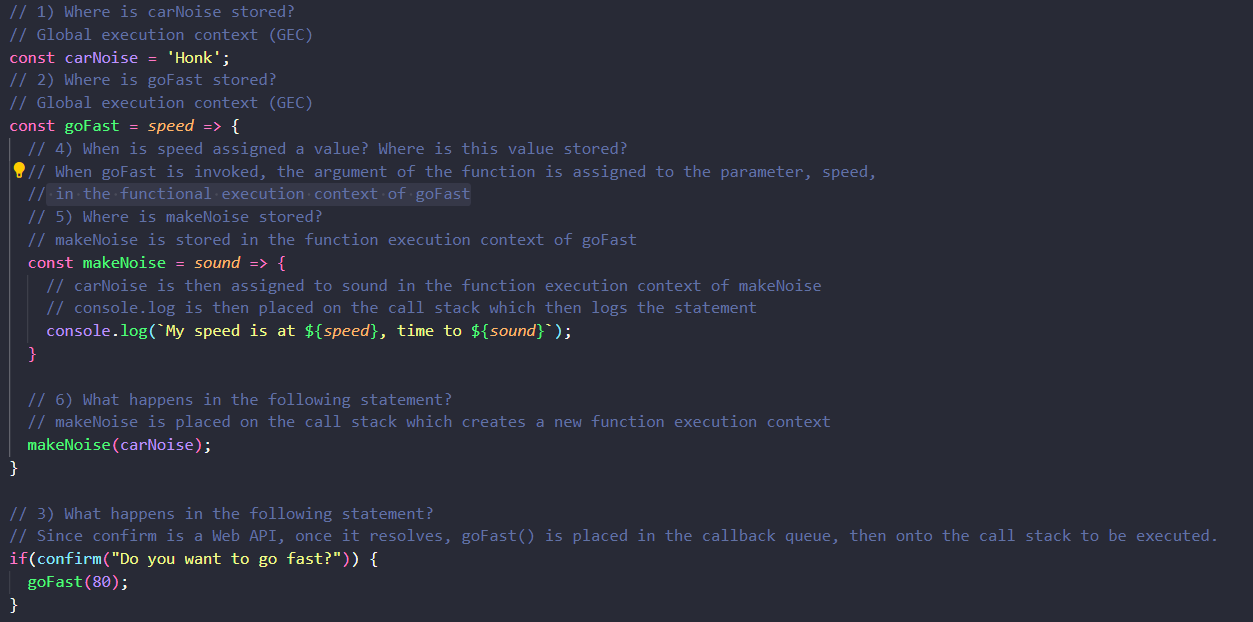 // 1) Where is carNoise stored?
// Global execution context (GEC)
const carNoise = 'Honk';
// 2) Where is goFast stored?
// Global execution context (GEC)
const goFast = speed => {
// 4) When is speed assigned a value? Where is this value stored?
// When goFast is invoked, the argument of the function is assigned to the parameter, speed,
// in the functional execution context of goFast
// 5) Where is makeNoise stored?
// makeNoise is stored in the function execution context of goFast
const makeNoise = sound => {
// carNoise is then assigned to sound in the function execution context of makeNoise
// console.log is then placed on the call stack which then logs the statement
console.log(`My speed is at ${speed}, time to ${sound}`);
}
// 6) What happens in the following statement?
// makeNoise is placed on the call stack which creates a new function execution context
makeNoise(carNoise);
}
// 3) What happens in the following statement?
// Since confirm is a Web API, once it resolves, goFast() is placed in the callback queue, then onto the call stack to be executed.
if(confirm("Do you want to go fast?")) {
goFast(80);
}